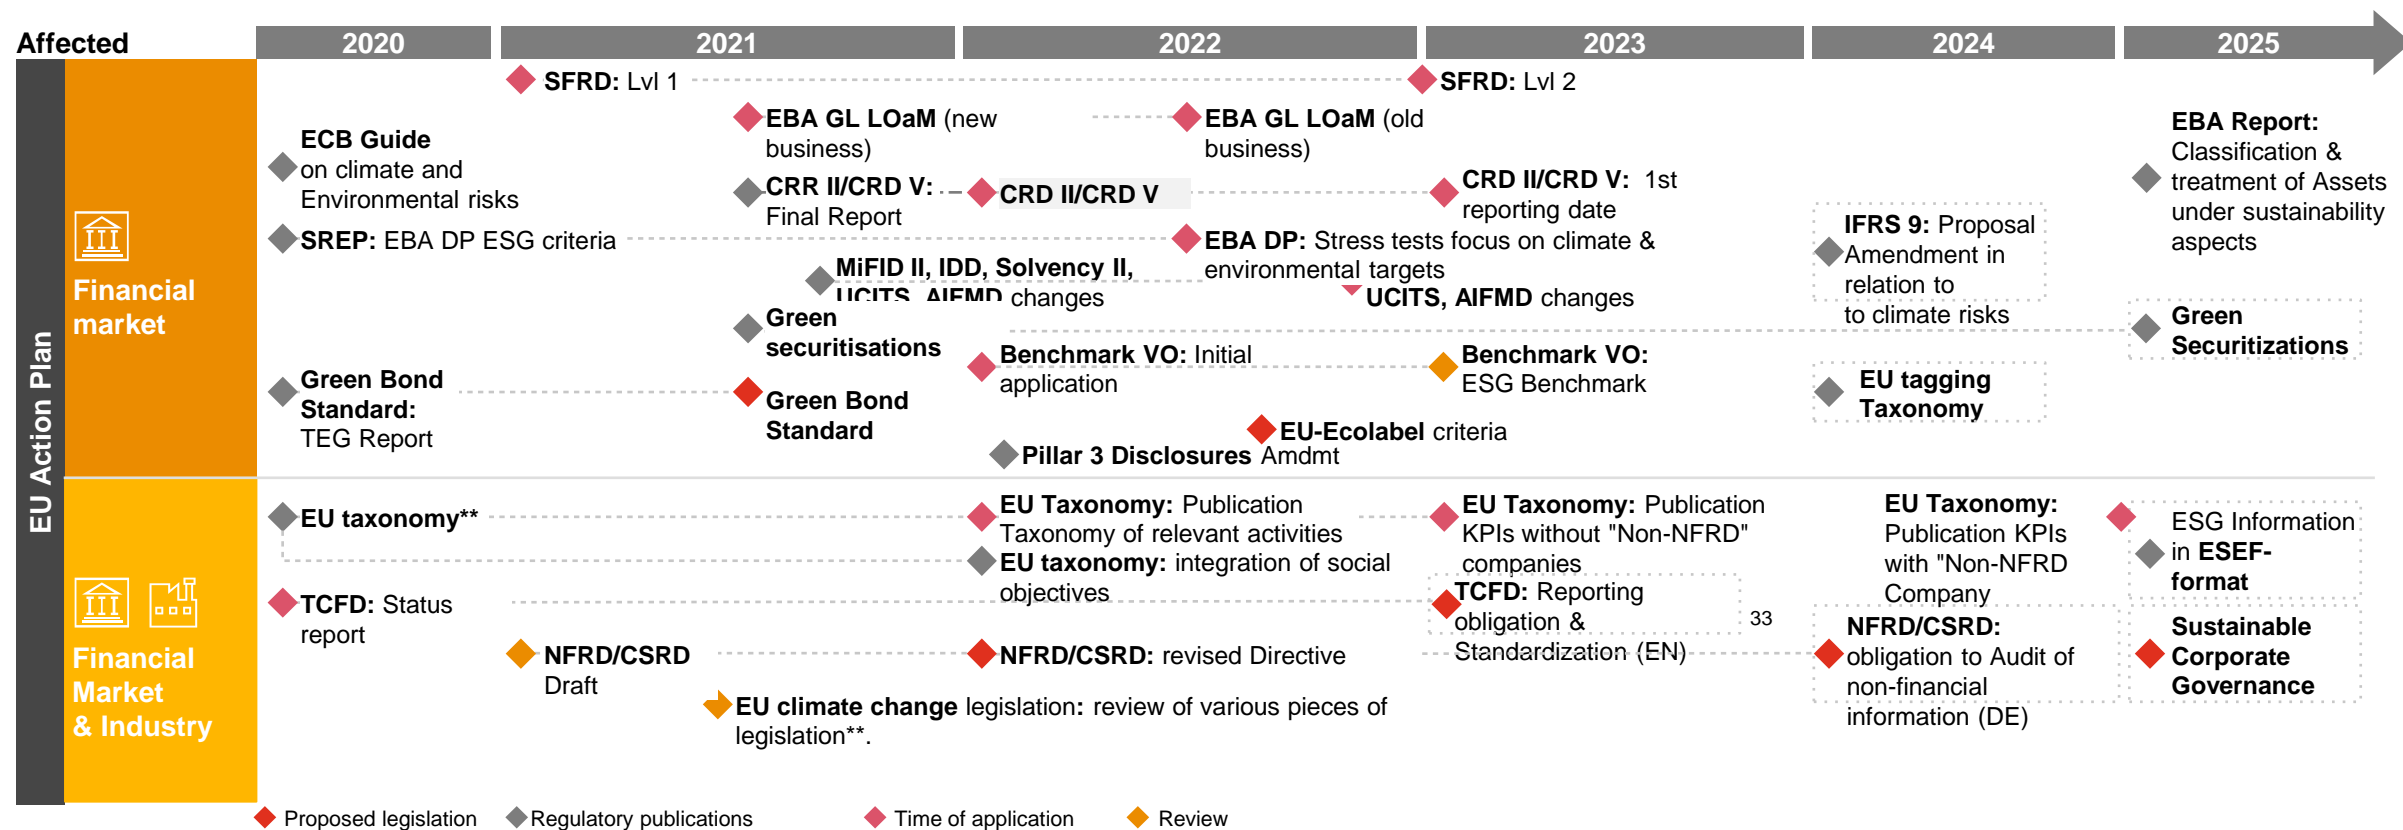 Affected
2020
2021
2022
2023
2024
2025
EU Action Plan
Financial
market
SFRD: Lvl 1
SFRD: Lvl 2
ECB Guide
on climate and
Environmental risks
EBA GL LOaM (new
business)
EBA GL LOaM (old
business)
CRR II/CRD V:
Final Report
CRD II/CRD V
CRD II/CRD V: 1st
reporting date
SREP: EBA DP ESG criteria
EBA DP: Stress tests focus on climate &
environmental targets
MiFID II, IDD, Solvency II,
UCITS, AIFMD changes
UCITS, AIFMD changes
IFRS 9: Proposal
Amendment in
relation to
to climate risks
EBA Report:
Classification &
treatment of Assets
under sustainability
aspects
Green
securitisations
Green
Securitizations
Benchmark VO: Initial
application
Benchmark VO:
ESG Benchmark
Green Bond
Standard:
TEG Report
Green Bond
Standard
EU tagging
Taxonomy
EU-Ecolabel criteria
Pillar 3 Disclosures Amdmt
Financial
Market
& Industry
EU taxonomy**
EU Taxonomy: Publication
Taxonomy of relevant activities
EU taxonomy: integration of social
objectives
EU Taxonomy: Publication
KPIs without "Non-NFRD"
companies
EU Taxonomy:
Publication KPIs
with "Non-NFRD
Company
ESG Information
in ESEF-
format
TCFD: Status
report
TCFD: Reporting
obligation &
Standardization (EN)
33
NFRD/CSRD
Draft
NFRD/CSRD: revised Directive
NFRD/CSRD:
obligation to Audit of
non-financial
information (DE)
Sustainable
Corporate
Governance
EU climate change legislation: review of various pieces of
legislation**.
Proposed legislation
Regulatory publications
Time of application
Review